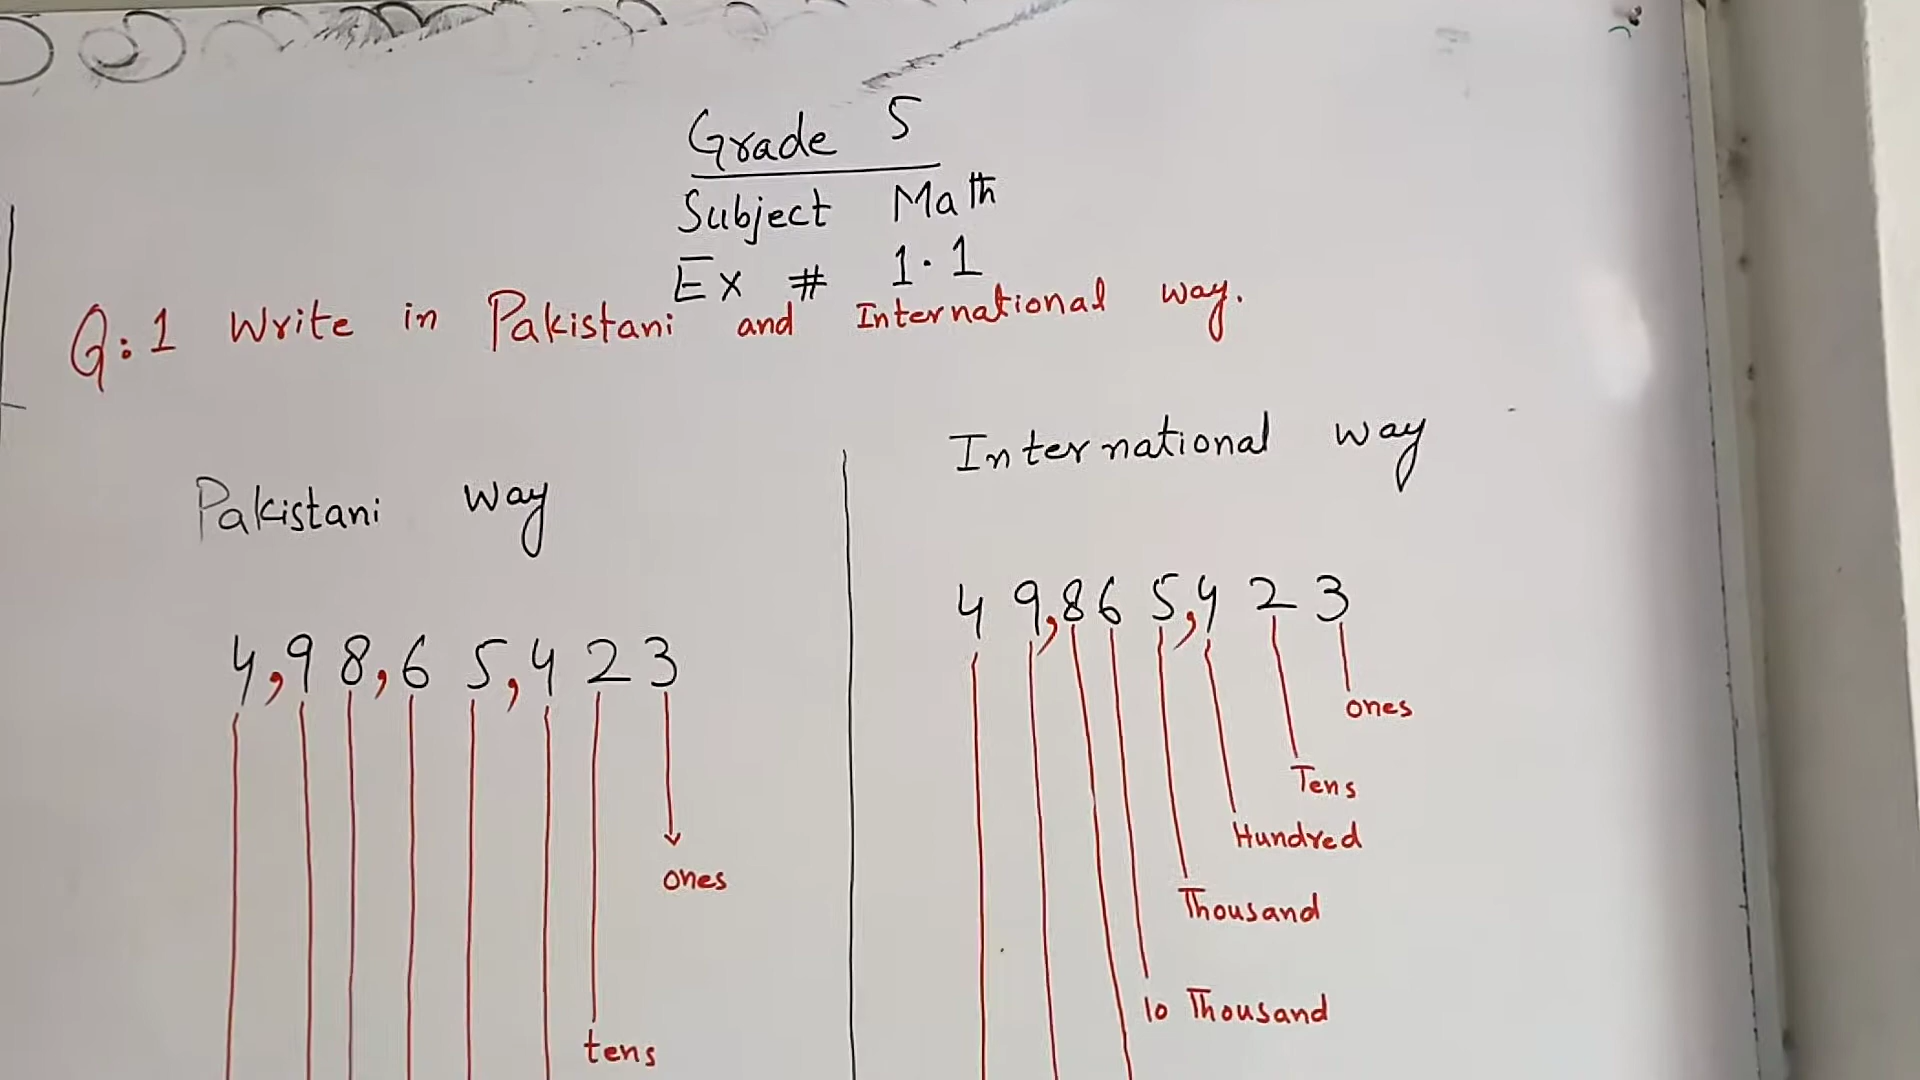 Grade 5
Subject Math
Ex # 1.1
Q:1 Write in Pakistani and International way.
Pakistani way
4,98,65,423
ones
tens
International way
49,865,423
ones
Tens
Hundred
Thousand
10 Thousand